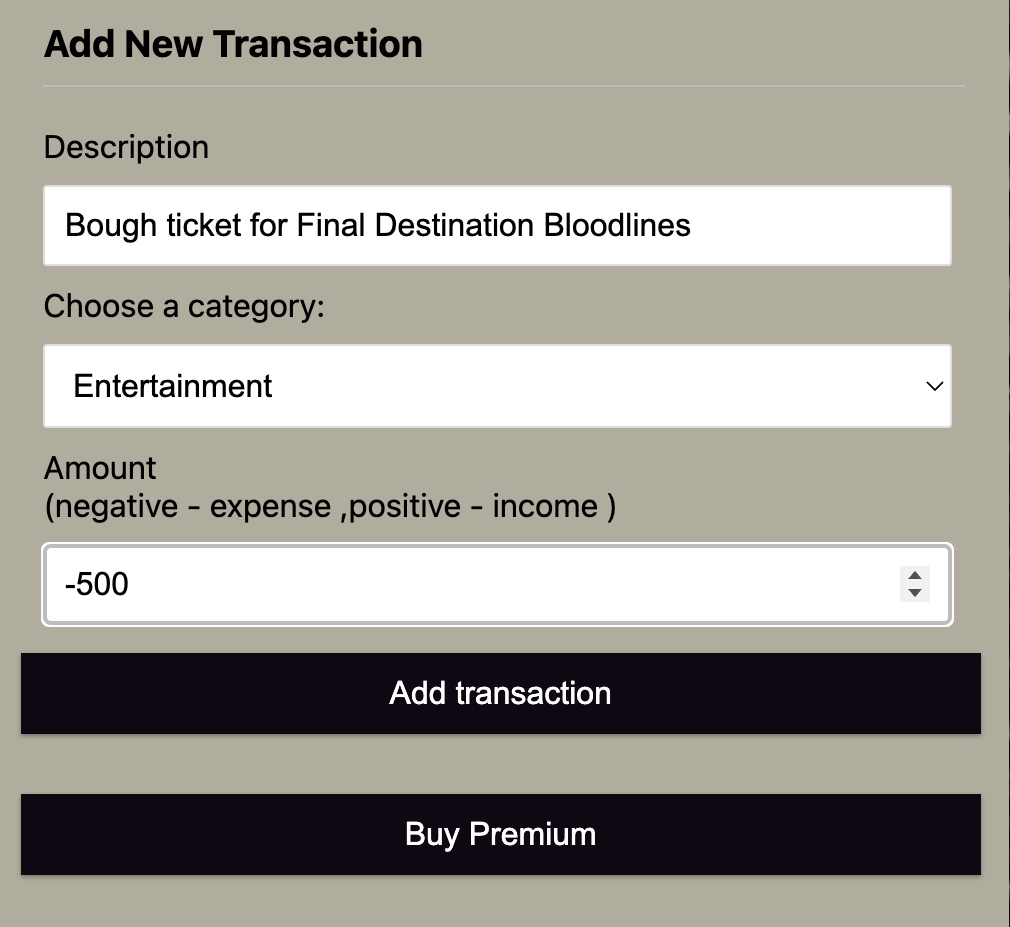 Add New Transaction
Description
Bough ticket for Final Destination Bloodlines
Choose a category:
Entertainment
Amount
(negative - expense ,positive - income )
-500
Add transaction
Buy Premium